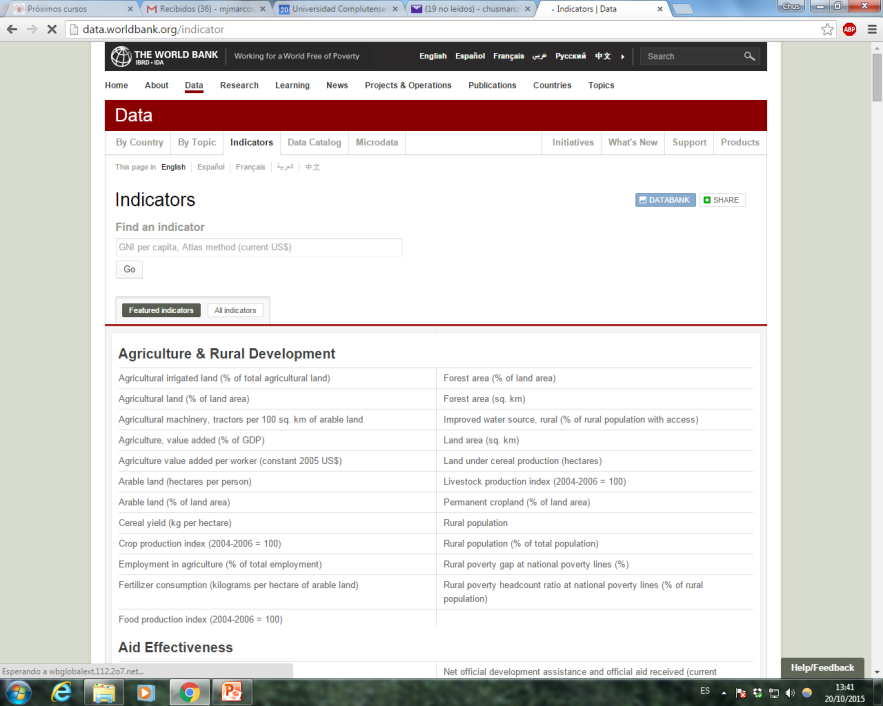 Próximos cursos
Recibidos (36) - mjmarcos
Universidad Complutense
(19 no leídos) - chusmarc
Indicators | Data
Chus
data.worldbank.org/indicator
ABP
THE WORLD BANK
IBRD • IDA
Working for a World Free of Poverty
English Español Français عربي Русский 中文
Search
Home About Data Research Learning News Projects & Operations Publications Countries Topics
Data
By Country By Topic Indicators Data Catalog Microdata Initiatives What's New Support Products
This page in English Español Français العربية 中文
Indicators
DATABANK SHARE
Find an indicator
GNI per capita, Atlas method (current US$)
Go
Featured indicators All indicators
Agriculture & Rural Development
Agricultural irrigated land (% of total agricultural land)
Forest area (% of land area)
Agricultural land (% of land area)
Forest area (sq. km)
Agricultural machinery, tractors per 100 sq. km of arable land
Improved water source, rural (% of rural population with access)
Agriculture, value added (% of GDP)
Land area (sq. km)
Agriculture value added per worker (constant 2005 US$)
Land under cereal production (hectares)
Arable land (hectares per person)
Livestock production index (2004-2006 = 100)
Arable land (% of land area)
Permanent cropland (% of land area)
Cereal yield (kg per hectare)
Rural population
Crop production index (2004-2006 = 100)
Rural population (% of total population)
Employment in agriculture (% of total employment)
Rural poverty gap at national poverty lines (%)
Fertilizer consumption (kilograms per hectare of arable land)
Rural poverty headcount ratio at national poverty lines (% of rural
population)
Food production index (2004-2006 = 100)
Aid Effectiveness
Net official development assistance and official aid received (current
Esperando a wbglobalext.112.2o7.net...
Help/Feedback
ES
13:41
20/10/2015